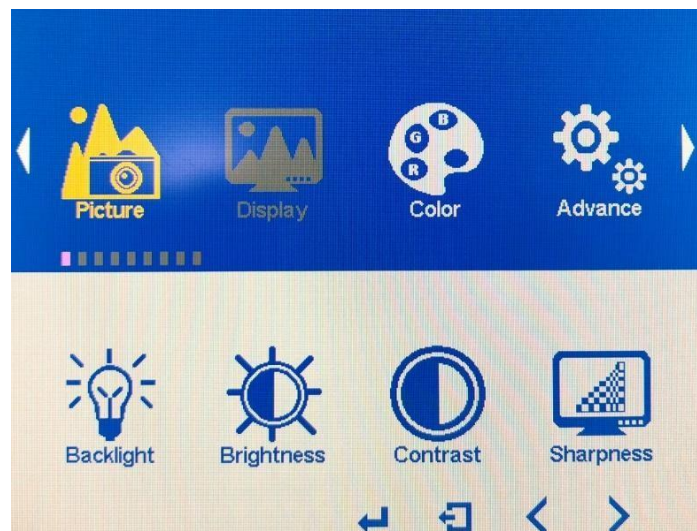 Picture
Display
B
G
R
Color
Advance
Backlight
Brightness
Contrast
Sharpness